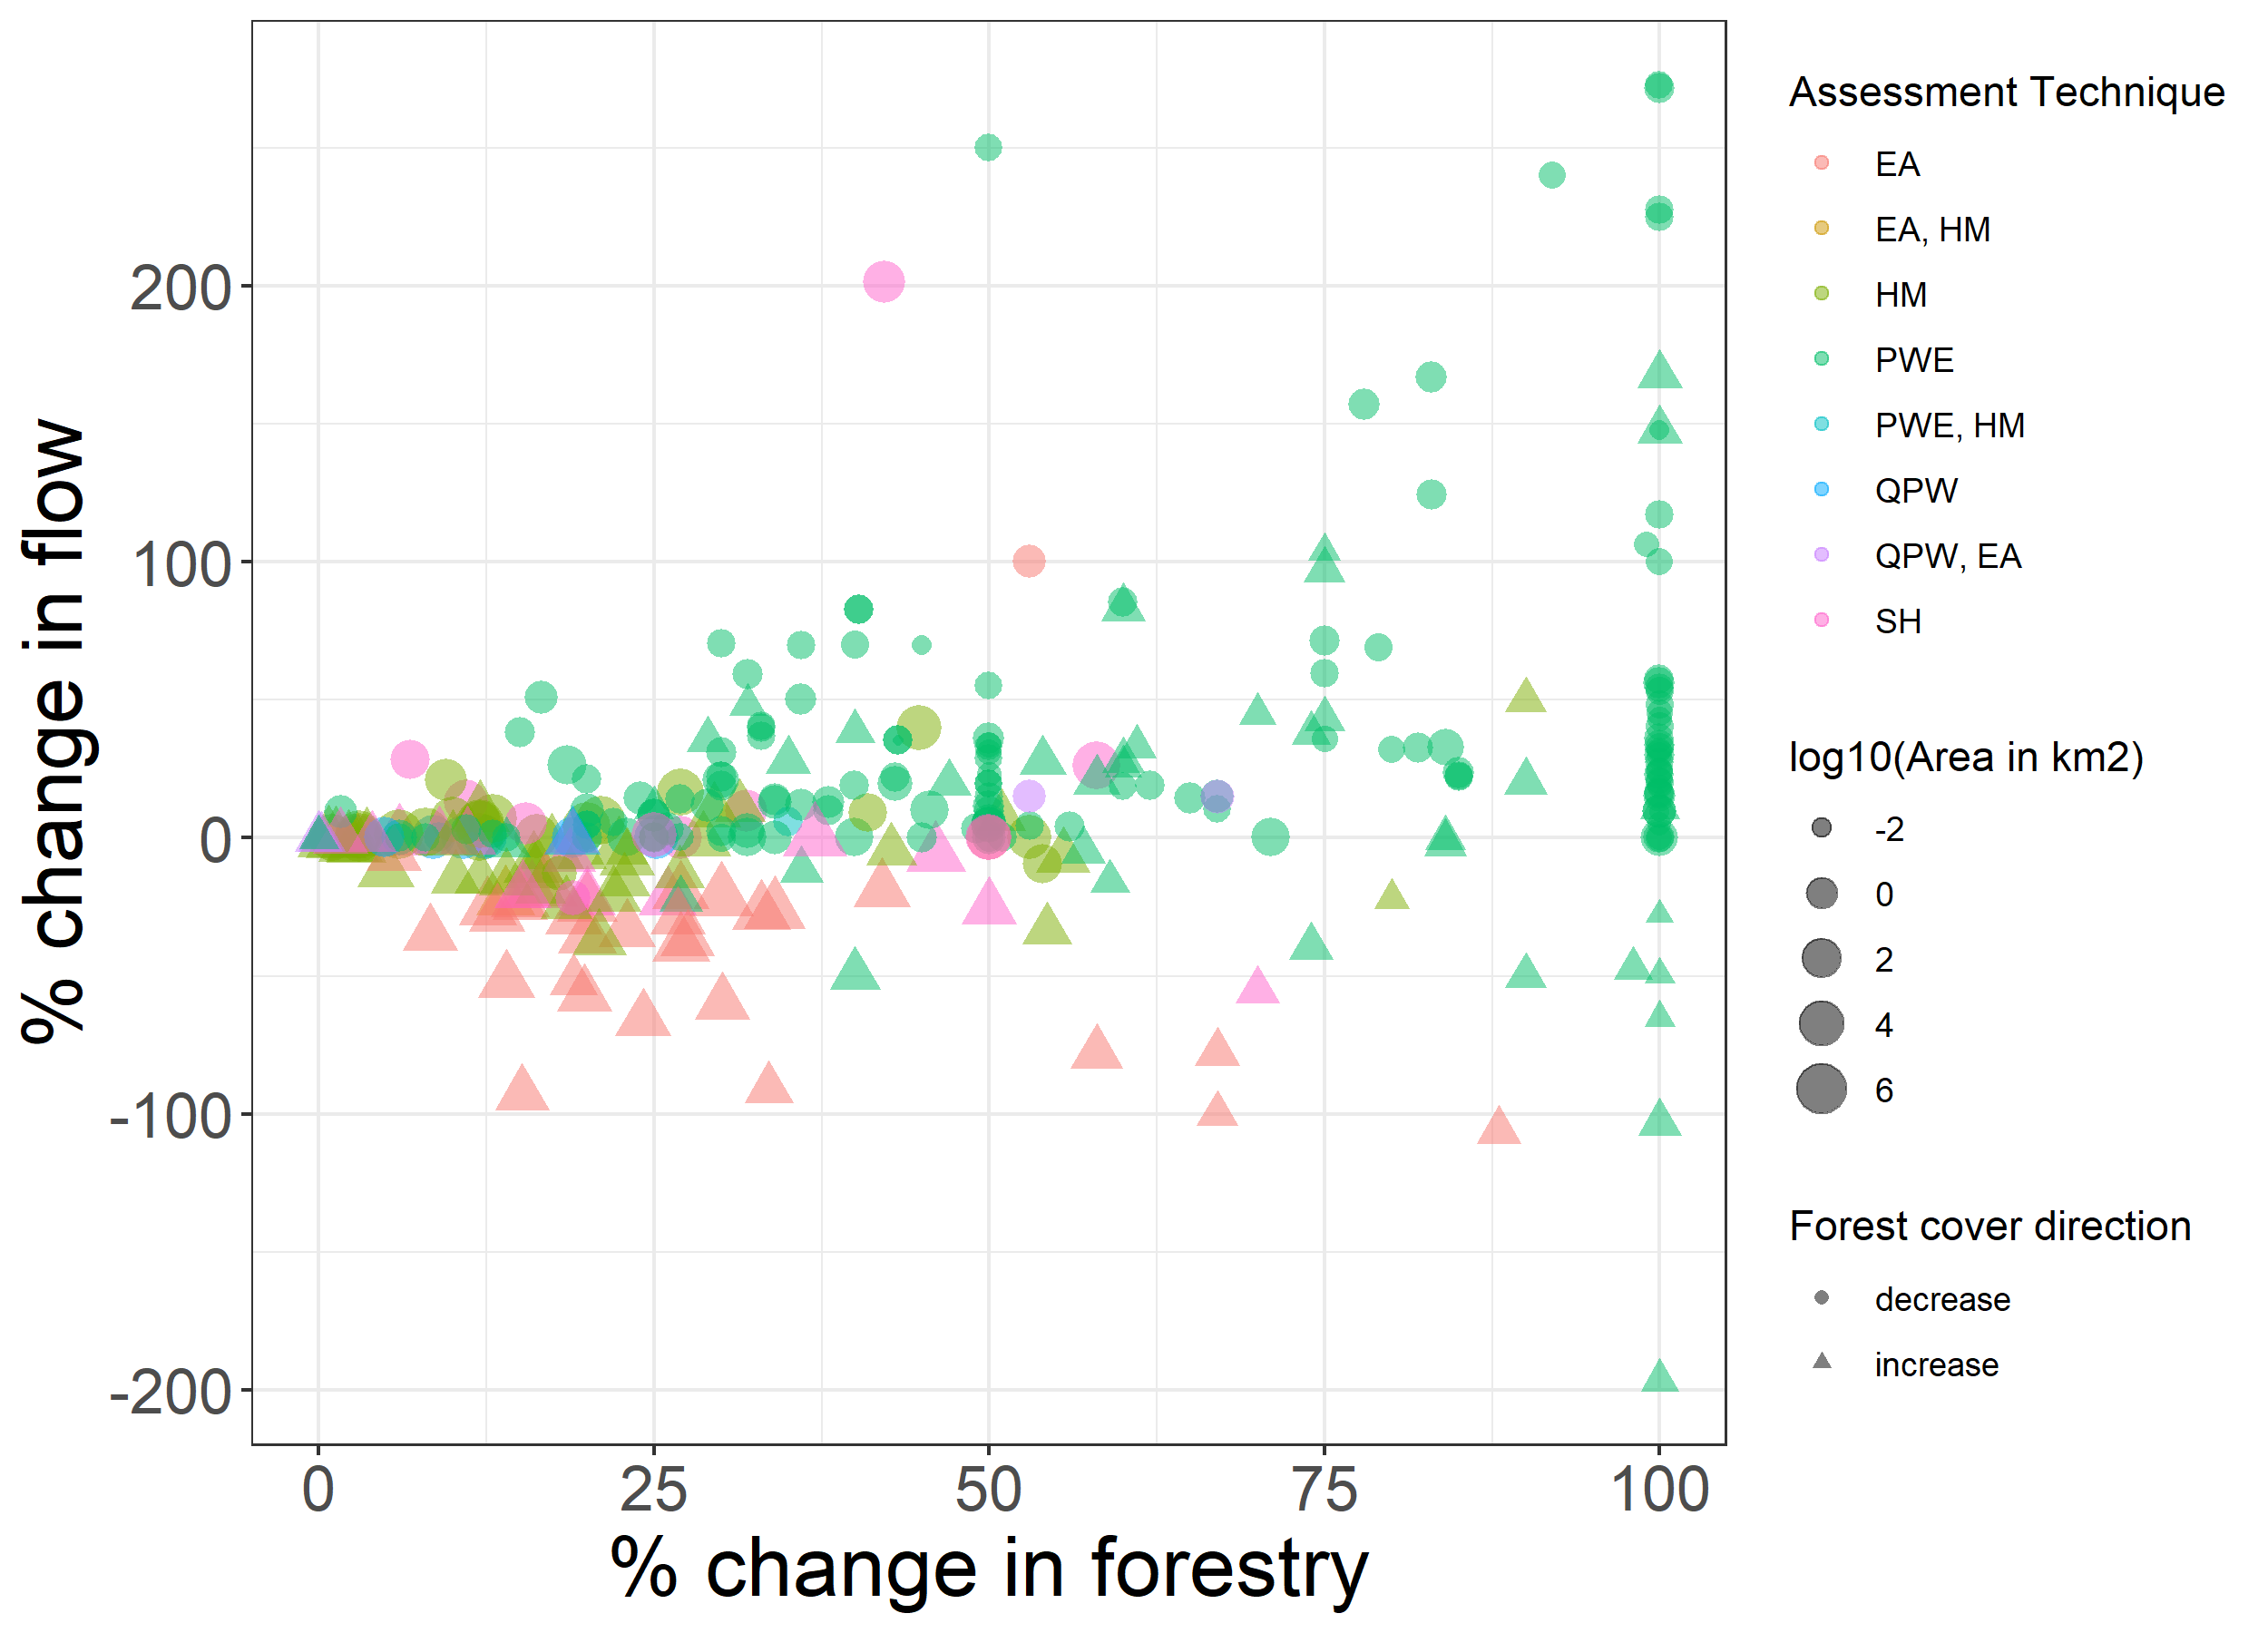 % change in flow
200
100
0
-100
-200
0 25 50 75 100
% change in forestry
Assessment Technique
EA
EA, HM
HM
PWE
PWE, HM
QPW
QPW, EA
SH
log10(Area in km2)
-2
0
2
4
6
Forest cover direction
decrease
increase